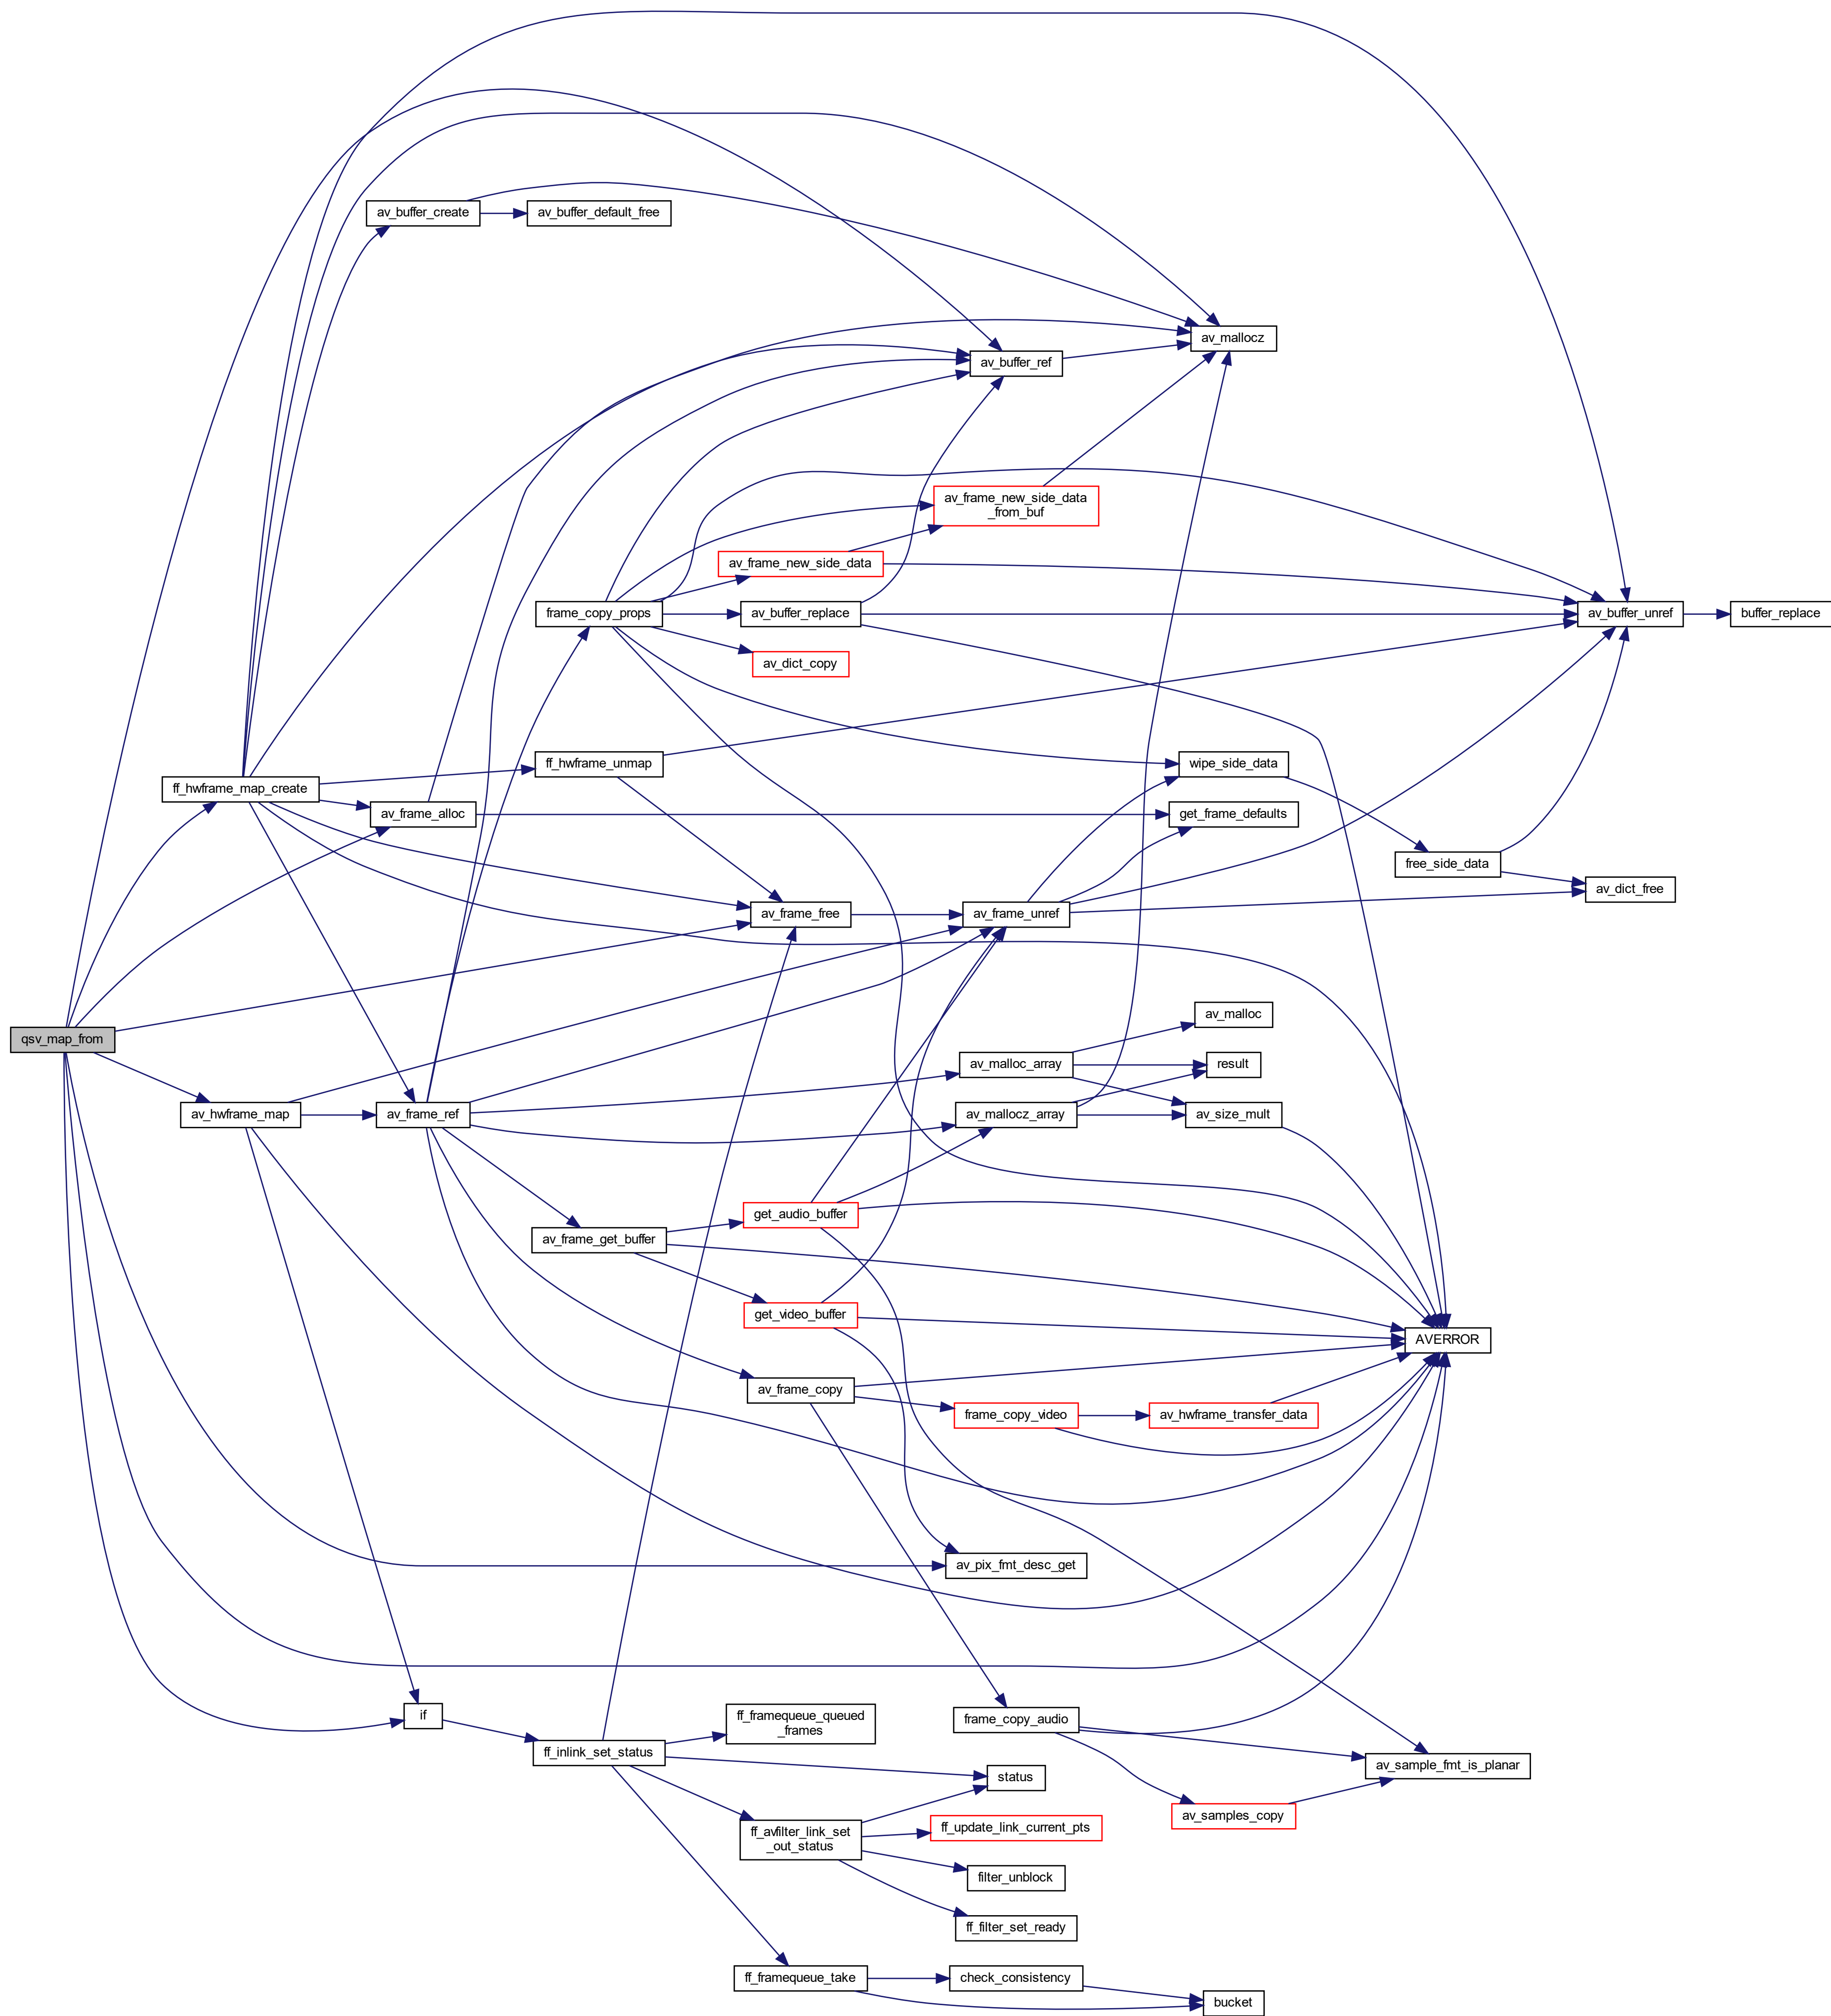 av_buffer_create
av_buffer_default_free
av_mallocz
av_buffer_ref
av_frame_new_side_data
_from_buf
av_frame_new_side_data
frame_copy_props
av_buffer_replace
av_buffer_unref
buffer_replace
av_dict_copy
ff_hwframe_unmap
wipe_side_data
ff_hwframe_map_create
av_frame_alloc
get_frame_defaults
free_side_data
av_dict_free
av_frame_free
av_frame_unref
av_malloc
qsv_map_from
av_malloc_array
result
av_hwframe_map
av_frame_ref
av_mallocz_array
av_size_mult
get_audio_buffer
av_frame_get_buffer
get_video_buffer
AVERROR
av_frame_copy
frame_copy_video
av_hwframe_transfer_data
av_pix_fmt_desc_get
if
ff_framequeue_queued
_frames
frame_copy_audio
ff_inlink_set_status
av_sample_fmt_is_planar
status
av_samples_copy
ff_avfilter_link_set
_out_status
ff_update_link_current_pts
filter_unblock
ff_filter_set_ready
ff_framequeue_take
check_consistency
bucket